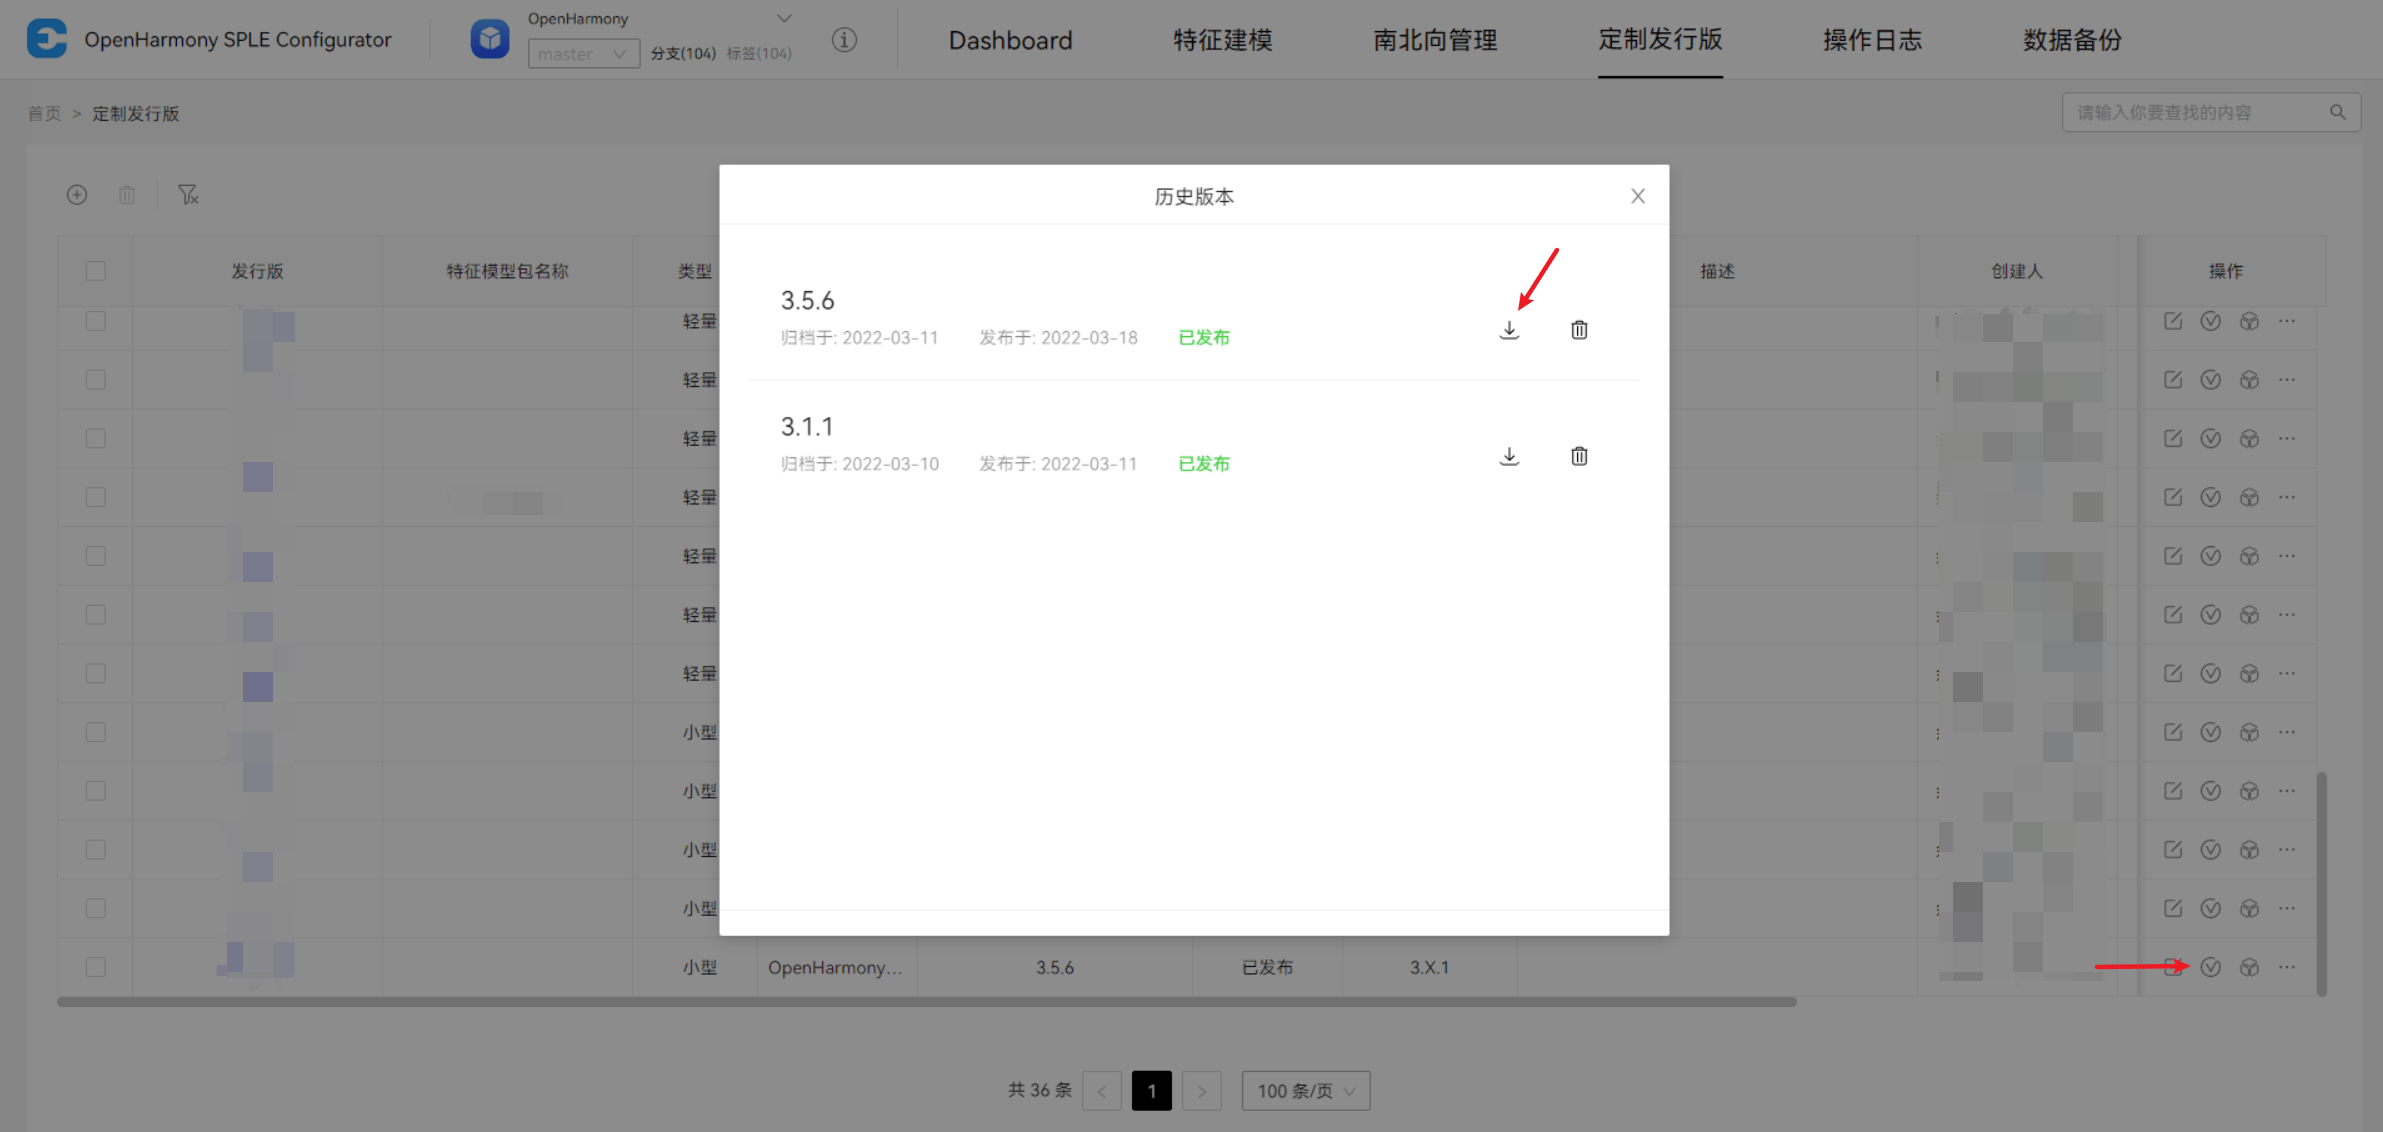 OpenHarmony SPLE Configurator
OpenHarmony
master
分支(104) 标签(104)
Dashboard
特征建模
南北向管理
定制发行版
操作日志
数据备份
首页 > 定制发行版
请输入你要查找的内容
历史版本
3.5.6
归档于: 2022-03-11 发布于: 2022-03-18 已发布
3.1.1
归档于: 2022-03-10 发布于: 2022-03-11 已发布
发行版 特征模型包名称 类型 描述 创建人 操作
轻量
轻量
轻量
轻量
轻量
轻量
轻量
小型
小型
小型
小型
小型 OpenHarmony... 3.5.6 已发布 3.X.1
共 36 条 < 1 > 100 条/页